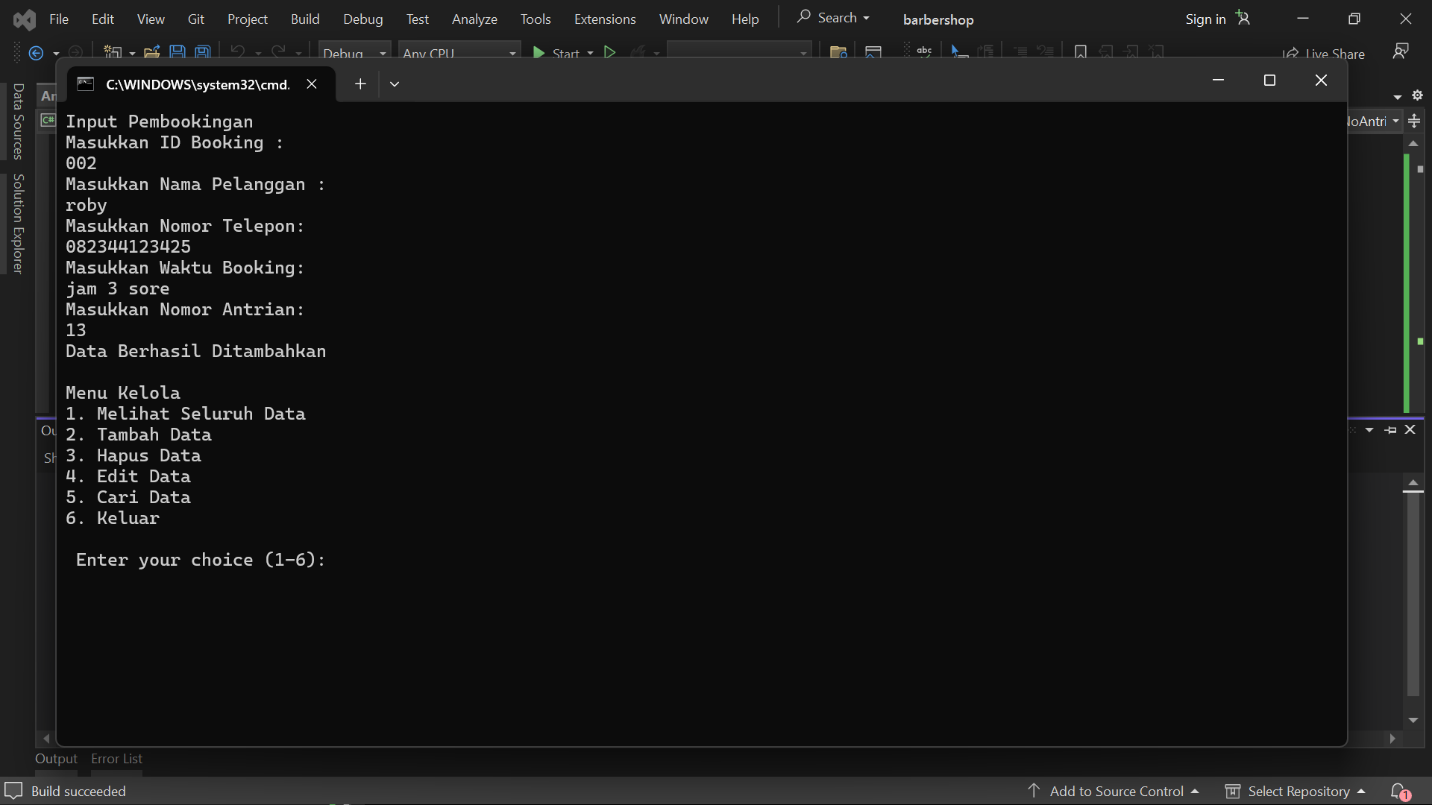 File Edit View Git Project Build Debug Test Analyze Tools Extensions Window Help Search barbershop Sign in
Debug Any CPU Start Live Share
C:\WINDOWS\system32\cmd.
Data Sources
Solution Explorer
C#
Input Pembookingan
Masukkan ID Booking :
002
Masukkan Nama Pelanggan :
roby
Masukkan Nomor Telepon:
082344123425
Masukkan Waktu Booking:
jam 3 sore
Masukkan Nomor Antrian:
13
Data Berhasil Ditambahkan
Menu Kelola
1. Melihat Seluruh Data
2. Tambah Data
3. Hapus Data
4. Edit Data
5. Cari Data
6. Keluar
Enter your choice (1-6):
Output Error List
Build succeeded Add to Source Control Select Repository 1